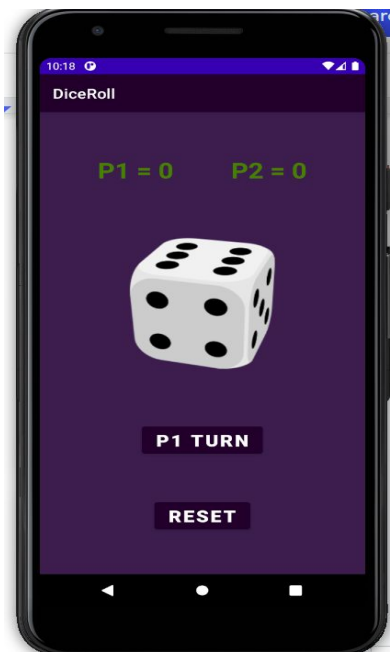 10:18
DiceRoll
P1 = 0 P2 = 0
P1 TURN
RESET